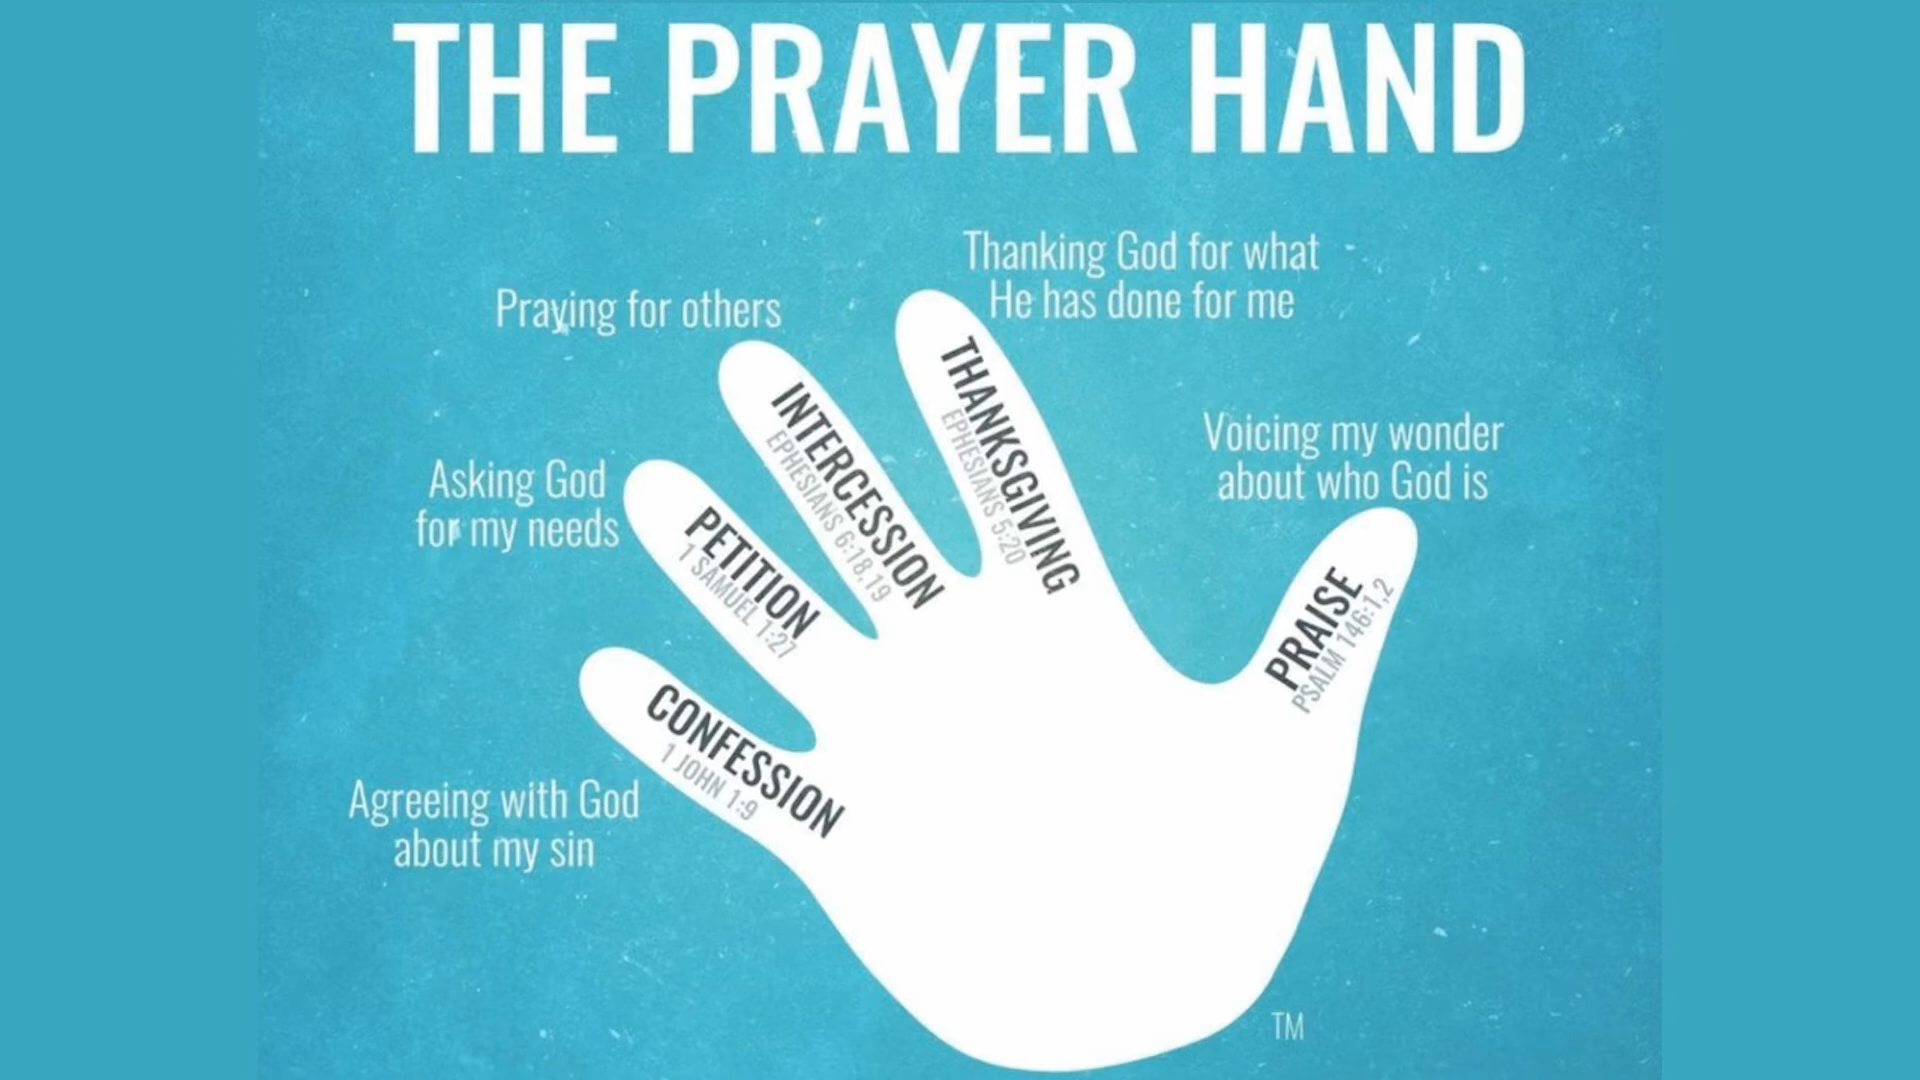 THE PRAYER HAND
Thanking God for what
He has done for me
Praying for others
THANKSGIVING
EPHESIANS 5:20
INTERCESSION
EPHESIANS 6:18,19
Voicing my wonder
about who God is
Asking God
for my needs
PETITION
1 SAMUEL 1:27
PRAISE
PSALM 146:1,2
CONFESSION
1 JOHN 1:9
Agreeing with God
about my sin
TM